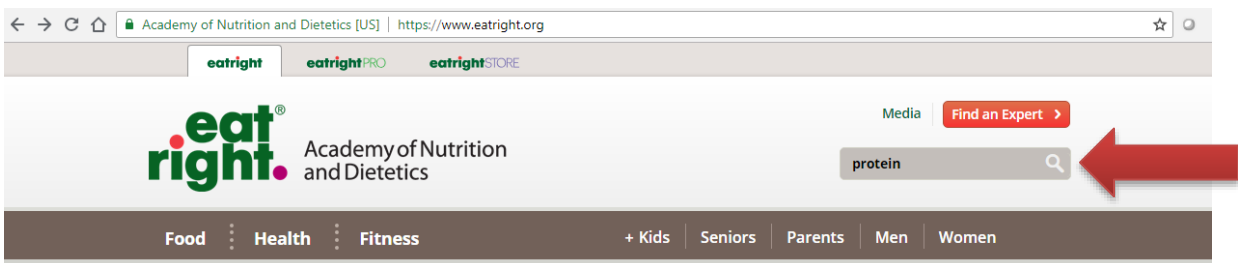 Academy of Nutrition and Dietetics [US] | https://www.eatright.org
eatright eatrightPRO eatrightSTORE
eat®
right.
Academy of Nutrition
and Dietetics
Media Find an Expert >
protein
Food Health Fitness + Kids Seniors Parents Men Women